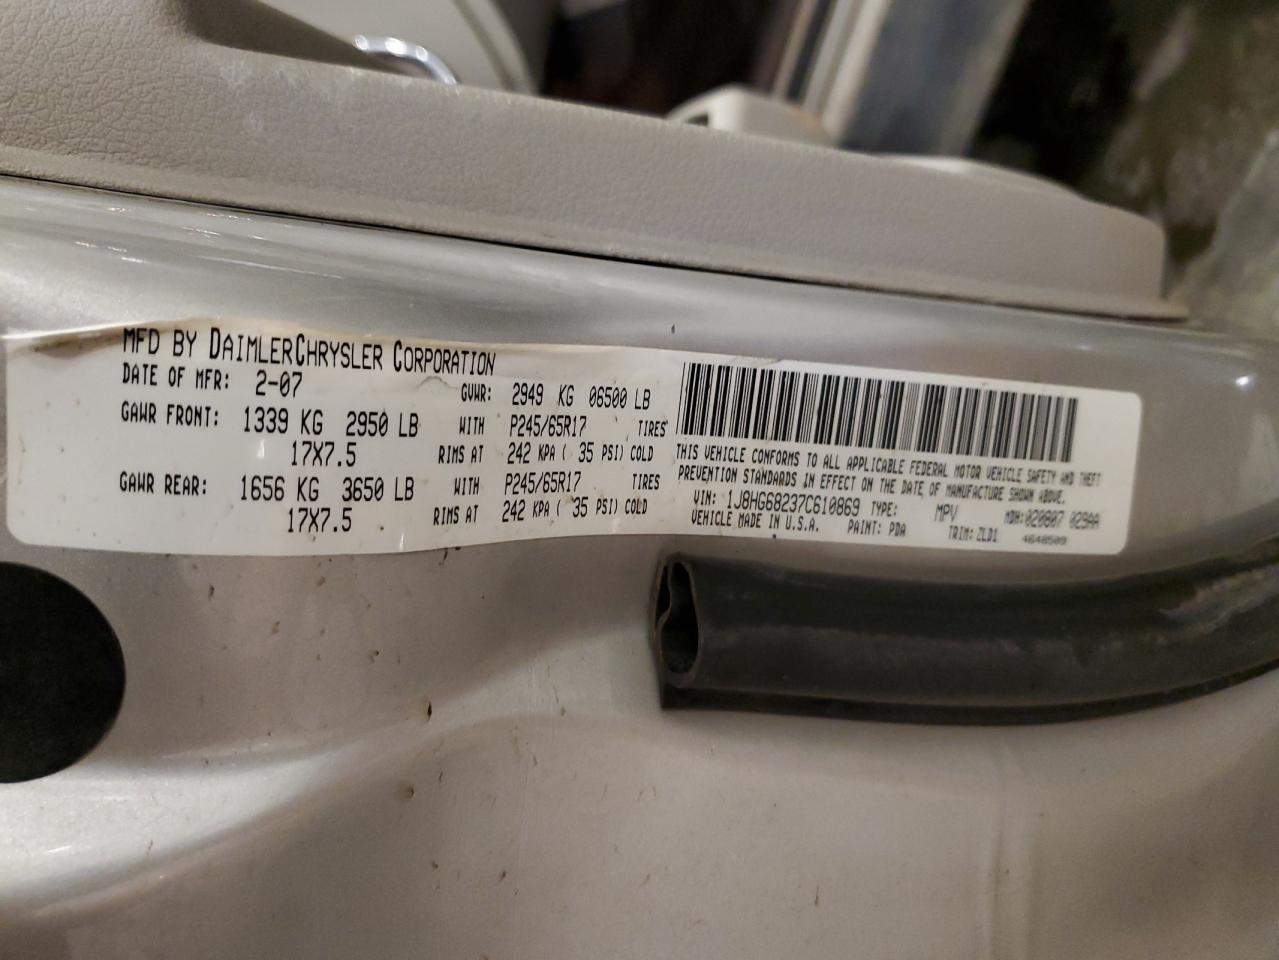 MFD BY DAIMLERCHRYSLER CORPORATION
DATE OF MFR: 2-07 GVWR: 2949 KG 06500 LB
GAWR FRONT: 1339 KG 2950 LB WITH P245/65R17 TIRES
17X7.5 RIMS AT 242 KPA ( 35 PSI) COLD
GAWR REAR: 1656 KG 3650 LB WITH P245/65R17 TIRES
17X7.5 RIMS AT 242 KPA ( 35 PSI) COLD
THIS VEHICLE CONFORMS TO ALL APPLICABLE FEDERAL MOTOR VEHICLE SAFETY AND THEFT
PREVENTION STANDARDS IN EFFECT ON THE DATE OF MANUFACTURE SHOWN ABOVE.
VIN: 1J8HG68237C610869 TYPE: MPV MDH:020807 029AA
VEHICLE MADE IN U.S.A. PAINT: PDA TRIM: ZLD1 4648509